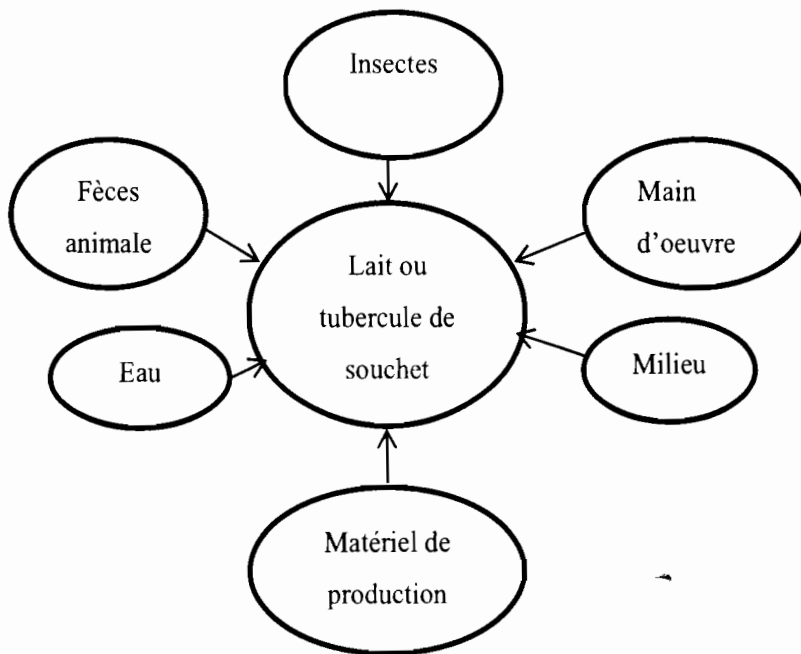 Insectes
Fèces
animale
Main
d'oeuvre
Lait ou
tubercule de
souchet
Eau
Milieu
Matériel de
production